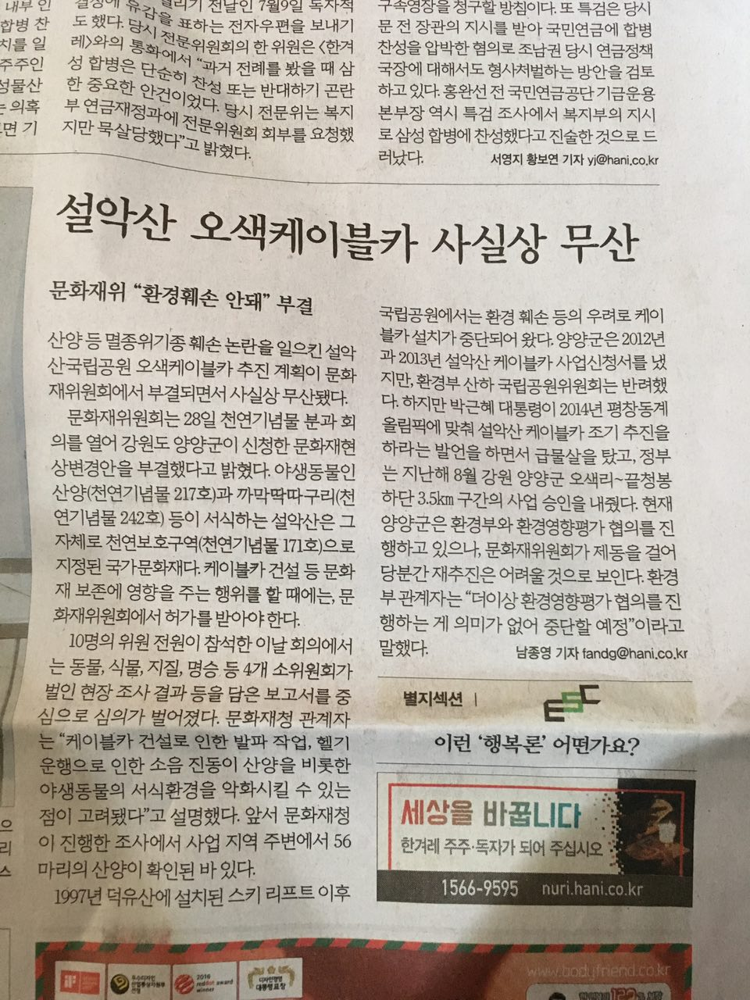 내부 인
합병 찬
치를 일
주주인
성물산
는 의혹
기
전날인 7월9일 독자적
유감을 표하는 전자우편을 보내기
도 했다. 당시 전문위원회의 한 위원은 <한겨
레>와의 통화에서 “과거 전례를 봤을 때 삼
성 합병은 단순히 찬성 또는 반대하기 곤란
한 중요한 안건이었다. 당시 전문위는 복지
부 연금재정과에 전문위원회 회부를 요청했
지만 묵살당했다”고 밝혔다.
구속영장을 청구할 방침이다. 또 특검은 당시
문 전 장관의 지시를 받아 국민연금에 합병
찬성을 압박한 혐의로 조남권 당시 연금정책
국장에 대해서도 형사처벌하는 방안을 검토
하고 있다. 홍완선 전 국민연금공단 기금운용
본부장 역시 특검 조사에서 복지부의 지시
로 삼성 합병에 찬성했다고 진술한 것으로 드
러났다. 서영지 황보연 기자 yj@hani.co.kr
설악산 오색케이블카 사실상 무산
문화재위 “환경훼손 안돼” 부결
산양 등 멸종위기종 훼손 논란을 일으킨 설악
산국립공원 오색케이블카 추진 계획이 문화
재위원회에서 부결되면서 사실상 무산됐다.
문화재위원회는 28일 천연기념물 분과 회
의를 열어 강원도 양양군이 신청한 문화재현
상변경안을 부결했다고 밝혔다. 야생동물인
산양(천연기념물 217호)과 까막딱따구리(천
연기념물 242호) 등이 서식하는 설악산은 그
자체로 천연보호구역(천연기념물 171호)으로
지정된 국가문화재다. 케이블카 건설 등 문화
재 보존에 영향을 주는 행위를 할 때에는, 문
화재위원회에서 허가를 받아야 한다.
10명의 위원 전원이 참석한 이날 회의에서
는 동물, 식물, 지질, 명승 등 4개 소위원회가
벌인 현장 조사 결과 등을 담은 보고서를 중
심으로 심의가 벌어졌다. 문화재청 관계자
는 “케이블카 건설로 인한 발파 작업, 헬기
운행으로 인한 소음 진동이 산양을 비롯한
야생동물의 서식환경을 악화시킬 수 있는
점이 고려됐다”고 설명했다. 앞서 문화재청
이 진행한 조사에서 사업 지역 주변에서 56
마리의 산양이 확인된 바 있다.
1997년 덕유산에 설치된 스키 리프트 이후
국립공원에서는 환경 훼손 등의 우려로 케이
블카 설치가 중단되어 왔다. 양양군은 2012년
과 2013년 설악산 케이블카 사업신청서를 냈
지만, 환경부 산하 국립공원위원회는 반려했
다. 하지만 박근혜 대통령이 2014년 평창동계
올림픽에 맞춰 설악산 케이블카 조기 추진을
하라는 발언을 하면서 급물살을 탔고, 정부
는 지난해 8월 강원 양양군 오색리~끝청봉
하단 3.5㎞ 구간의 사업 승인을 내줬다. 현재
양양군은 환경부와 환경영향평가 협의를 진
행하고 있으나, 문화재위원회가 제동을 걸어
당분간 재추진은 어려울 것으로 보인다. 환경
부 관계자는 “더이상 환경영향평가 협의를 진
행하는 게 의미가 없어 중단할 예정”이라고
말했다. 남종영 기자 fandg@hani.co.kr
별지섹션 | ESC
이런 ‘행복론’ 어떤가요?
세상을 바꿉니다
한겨레 주주·독자가 되어 주십시오
1566-9595 nuri.hani.co.kr
으
리
스
iF
우수디자인
산업통상자원부
선정
2016
reddot award
winner
디자인경영
대통령표창
www.bodyfriend.co.kr